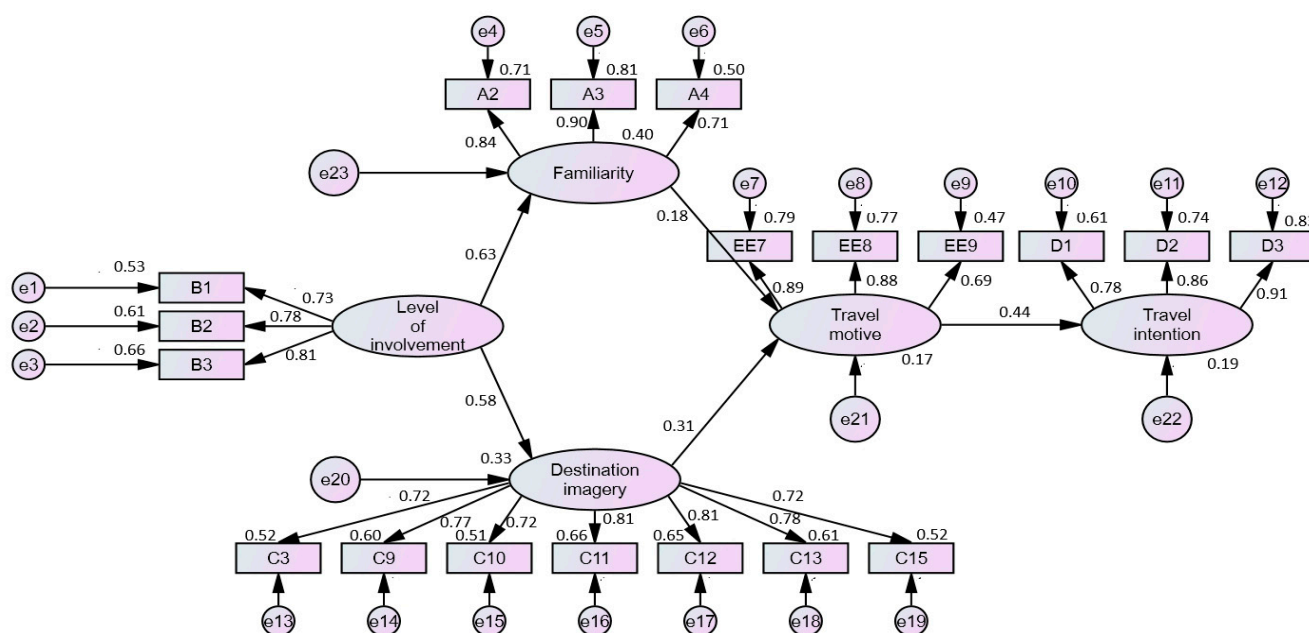 e4 e5 e6
0.71 0.81 0.50
A2 A3 A4
0.84 0.90 0.40 0.71
e23 Familiarity
e7 e8 e9 e10 e11 e12
0.18
0.79 0.77 0.47 0.61 0.74
EE7 EE8 EE9 D1 D2 D3
0.63
0.53
e1 B1
0.73 0.89 0.88 0.69 0.78 0.86 0.91
0.61
e2 B2
0.78
Level
of
involvement
Travel
motive
0.44
Travel
intention
0.66
e3 B3
0.81
0.17 0.19
0.58
e21 e22
0.31
0.33
e20
Destination
imagery
0.72 0.77 0.72 0.81 0.81 0.78 0.72
0.52 0.60 0.51 0.66 0.65 0.61 0.52
C3 C9 C10 C11 C12 C13 C15
e13 e14 e15 e16 e17 e18 e19